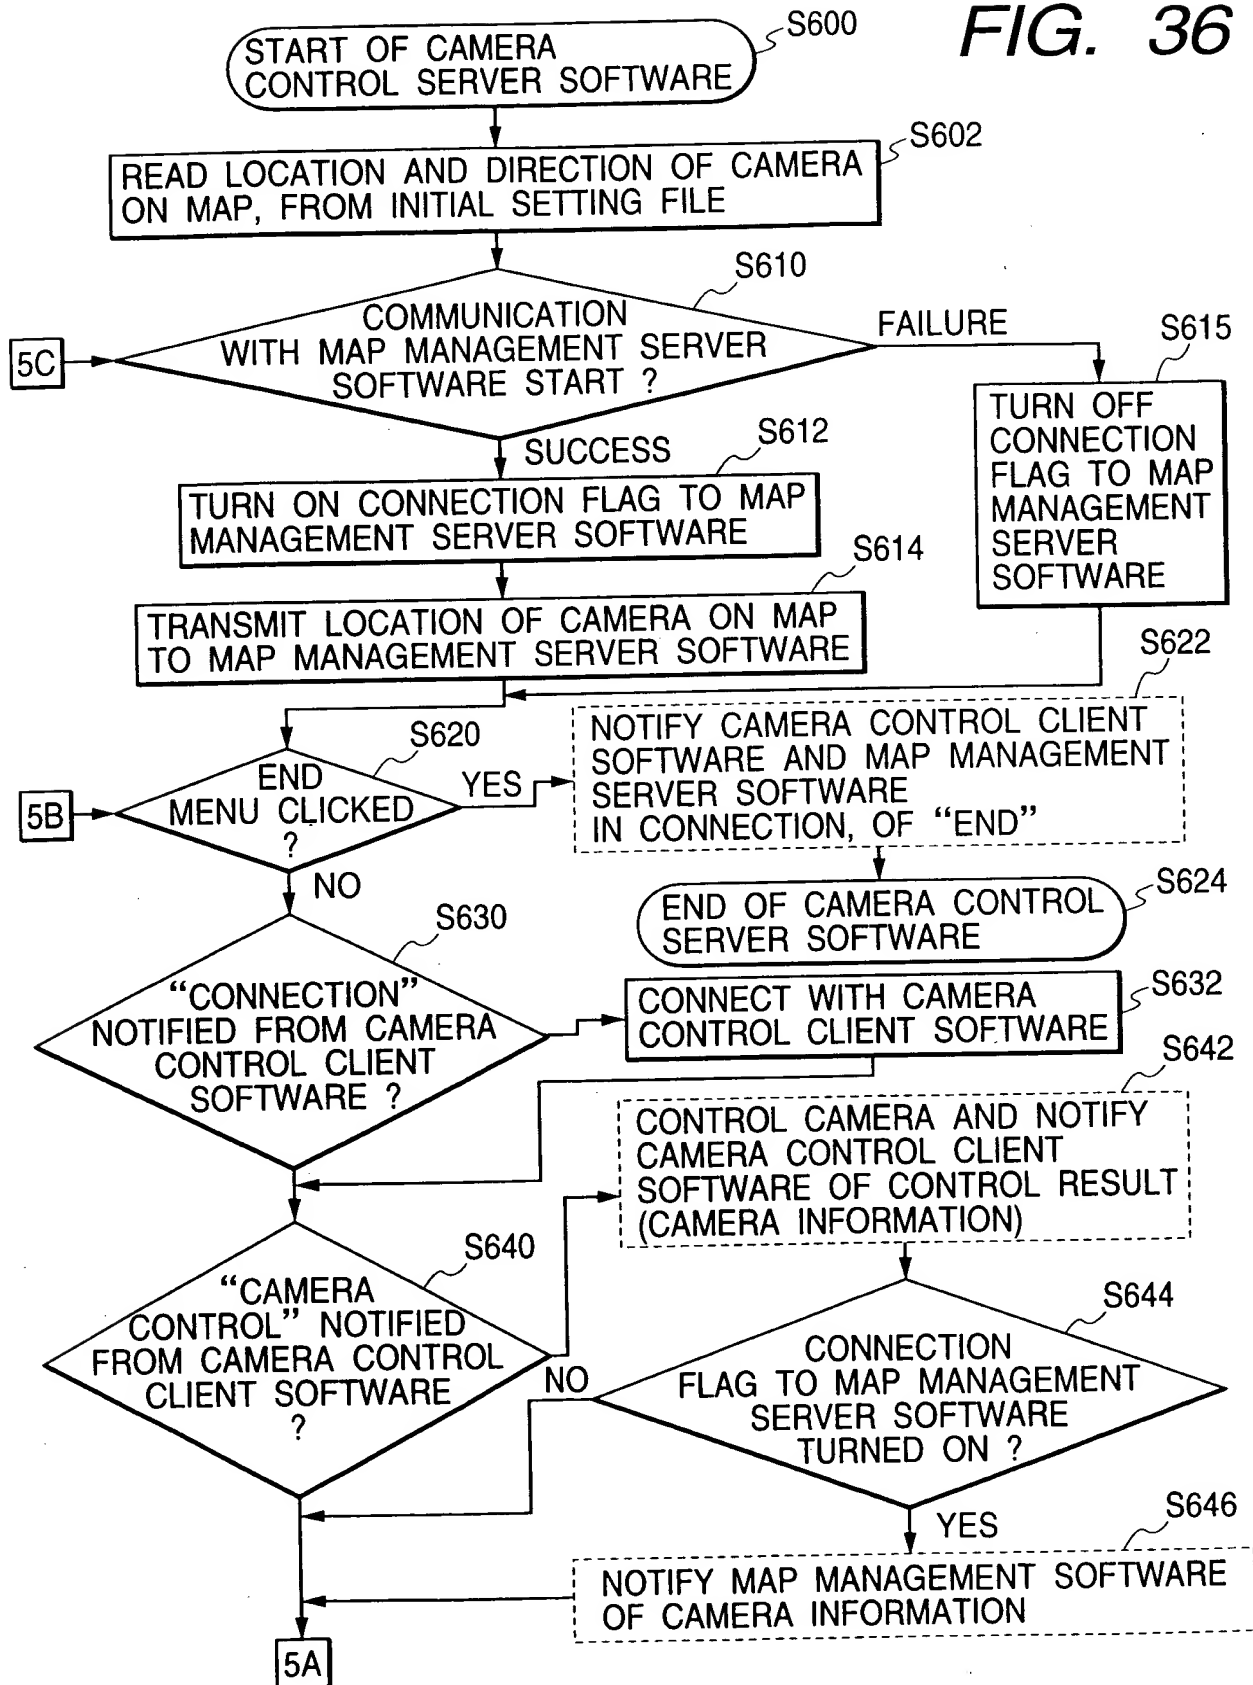 FIG. 36
START OF CAMERA
CONTROL SERVER SOFTWARE
S600
READ LOCATION AND DIRECTION OF CAMERA
ON MAP, FROM INITIAL SETTING FILE
S602
COMMUNICATION
WITH MAP MANAGEMENT SERVER
SOFTWARE START ?
S610
5C
FAILURE
S615
TURN OFF
CONNECTION
FLAG TO MAP
MANAGEMENT
SERVER
SOFTWARE
SUCCESS
S612
TURN ON CONNECTION FLAG TO MAP
MANAGEMENT SERVER SOFTWARE
S614
TRANSMIT LOCATION OF CAMERA ON MAP
TO MAP MANAGEMENT SERVER SOFTWARE
S622
NOTIFY CAMERA CONTROL CLIENT
SOFTWARE AND MAP MANAGEMENT
SERVER SOFTWARE
IN CONNECTION, OF “END”
S620
END
MENU CLICKED
?
YES
5B
NO
S624
END OF CAMERA CONTROL
SERVER SOFTWARE
S630
“CONNECTION”
NOTIFIED FROM CAMERA
CONTROL CLIENT
SOFTWARE ?
S632
CONNECT WITH CAMERA
CONTROL CLIENT SOFTWARE
S642
CONTROL CAMERA AND NOTIFY
CAMERA CONTROL CLIENT
SOFTWARE OF CONTROL RESULT
(CAMERA INFORMATION)
S640
“CAMERA
CONTROL” NOTIFIED
FROM CAMERA CONTROL
CLIENT SOFTWARE
?
S644
CONNECTION
FLAG TO MAP MANAGEMENT
SERVER SOFTWARE
TURNED ON ?
NO
YES
S646
NOTIFY MAP MANAGEMENT SOFTWARE
OF CAMERA INFORMATION
5A